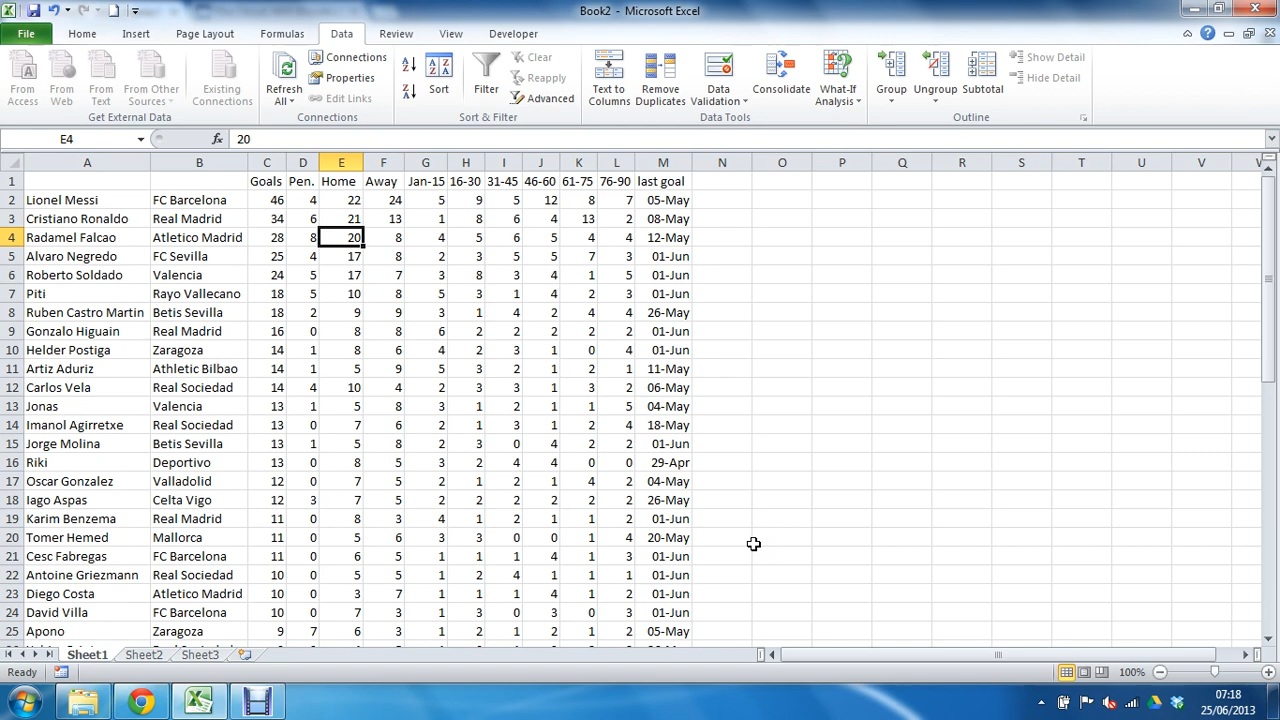 Book2 - Microsoft Excel
File Home Insert Page Layout Formulas Data Review View Developer
From Access From Web From Text From Other Sources Existing Connections Refresh All Connections Properties Edit Links Sort Filter Clear Reapply Advanced Text to Columns Remove Duplicates Data Validation Consolidate What-If Analysis Group Ungroup Subtotal Show Detail Hide Detail
Get External Data Connections Sort & Filter Data Tools Outline
E4 fx 20
A B C D E F G H I J K L M N O P Q R S T U V
1 Goals Pen. Home Away Jan-15 16-30 31-45 46-60 61-75 76-90 last goal
2 Lionel Messi FC Barcelona 46 4 22 24 5 9 5 12 8 7 05-May
3 Cristiano Ronaldo Real Madrid 34 6 21 13 1 8 6 4 13 2 08-May
4 Radamel Falcao Atletico Madrid 28 8 20 8 4 5 6 5 4 4 12-May
5 Alvaro Negredo FC Sevilla 25 4 17 8 2 3 5 5 7 3 01-Jun
6 Roberto Soldado Valencia 24 5 17 7 3 8 3 4 1 5 01-Jun
7 Piti Rayo Vallecano 18 5 10 8 5 3 1 4 2 3 01-Jun
8 Ruben Castro Martin Betis Sevilla 18 2 9 9 3 1 4 2 4 4 26-May
9 Gonzalo Higuain Real Madrid 16 0 8 8 6 2 2 2 2 2 01-Jun
10 Helder Postiga Zaragoza 14 1 8 6 4 2 3 1 0 4 01-Jun
11 Artiz Aduriz Athletic Bilbao 14 1 5 9 5 3 2 1 2 1 11-May
12 Carlos Vela Real Sociedad 14 4 10 4 2 3 3 1 3 2 06-May
13 Jonas Valencia 13 1 5 8 3 1 2 1 1 5 04-May
14 Imanol Agirretxe Real Sociedad 13 0 7 6 2 1 3 1 2 4 18-May
15 Jorge Molina Betis Sevilla 13 1 5 8 2 3 0 4 2 2 01-Jun
16 Riki Deportivo 13 0 8 5 3 2 4 4 0 0 29-Apr
17 Oscar Gonzalez Valladolid 12 0 7 5 2 1 2 1 4 2 04-May
18 Iago Aspas Celta Vigo 12 3 7 5 2 2 2 2 2 2 26-May
19 Karim Benzema Real Madrid 11 0 8 3 4 1 2 1 1 2 01-Jun
20 Tomer Hemed Mallorca 11 0 5 6 3 3 0 0 1 4 20-May
21 Cesc Fabregas FC Barcelona 11 0 6 5 1 1 1 4 1 3 01-Jun
22 Antoine Griezmann Real Sociedad 10 0 5 5 1 2 4 1 1 1 01-Jun
23 Diego Costa Atletico Madrid 10 0 3 7 1 1 1 4 1 2 01-Jun
24 David Villa FC Barcelona 10 0 7 3 1 3 0 3 0 3 01-Jun
25 Apono Zaragoza 9 7 6 3 1 2 1 2 1 2 05-May
Sheet1 Sheet2 Sheet3
Ready 100%
07:18
25/06/2013